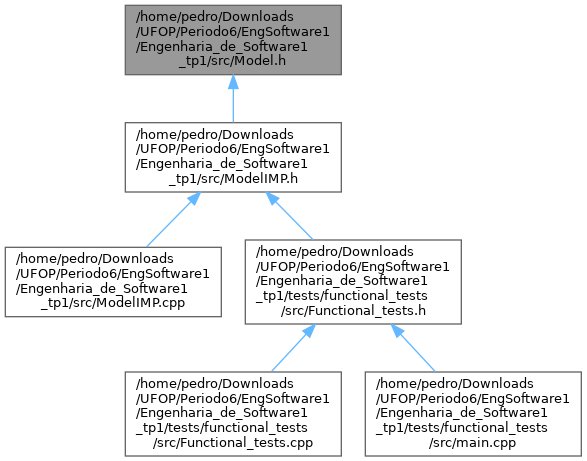 /home/pedro/Downloads
/UFOP/Periodo6/EngSoftware1
/Engenharia_de_Software1
_tp1/src/Model.h
/home/pedro/Downloads
/UFOP/Periodo6/EngSoftware1
/Engenharia_de_Software1
_tp1/src/ModelIMP.h
/home/pedro/Downloads
/UFOP/Periodo6/EngSoftware1
/Engenharia_de_Software1
_tp1/src/ModelIMP.cpp
/home/pedro/Downloads
/UFOP/Periodo6/EngSoftware1
/Engenharia_de_Software1
_tp1/tests/functional_tests
/src/Functional_tests.h
/home/pedro/Downloads
/UFOP/Periodo6/EngSoftware1
/Engenharia_de_Software1
_tp1/tests/functional_tests
/src/Functional_tests.cpp
/home/pedro/Downloads
/UFOP/Periodo6/EngSoftware1
/Engenharia_de_Software1
_tp1/tests/functional_tests
/src/main.cpp